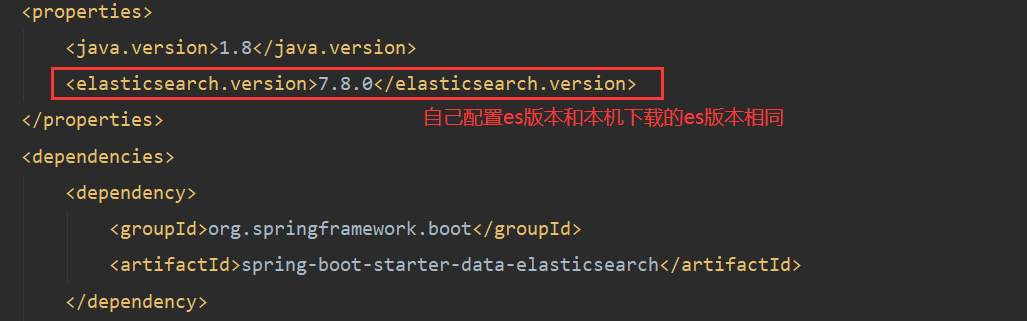 <properties>
<java.version>1.8</java.version>
<elasticsearch.version>7.8.0</elasticsearch.version>
</properties>
自己配置es版本和本机下载的es版本相同
<dependencies>
<dependency>
<groupId>org.springframework.boot</groupId>
<artifactId>spring-boot-starter-data-elasticsearch</artifactId>
</dependency>